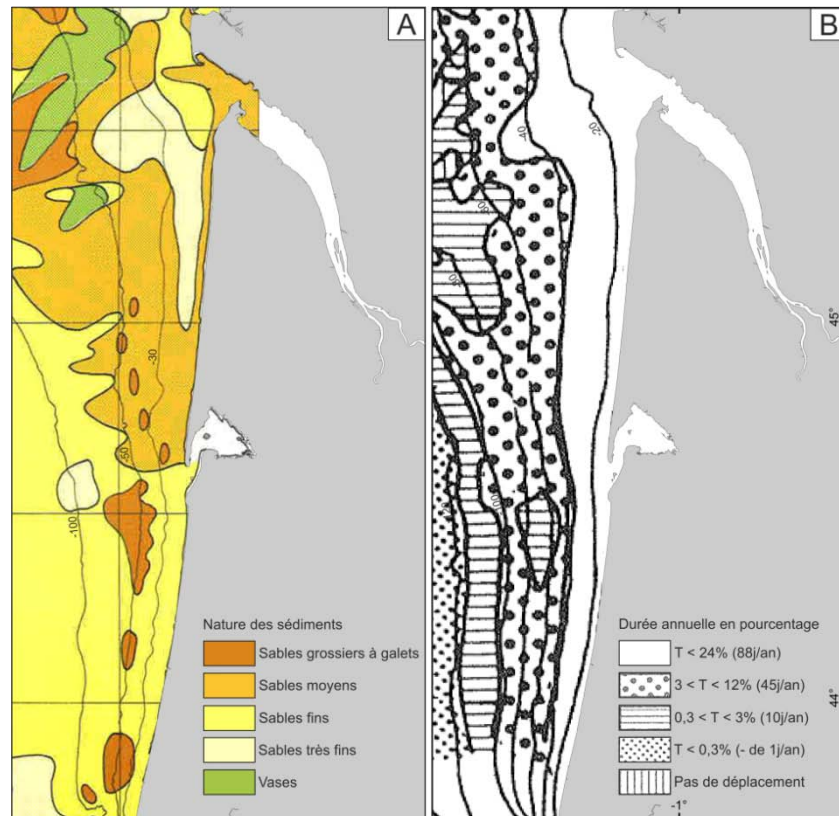 A
-30
-50
-100
Nature des sédiments
Sables grossiers à galets
Sables moyens
Sables fins
Sables très fins
Vases
B
-40
-20
45°
44°
-1°
Durée annuelle en pourcentage
T < 24% (88j/an)
3 < T < 12% (45j/an)
0,3 < T < 3% (10j/an)
T < 0,3% (- de 1j/an)
Pas de déplacement